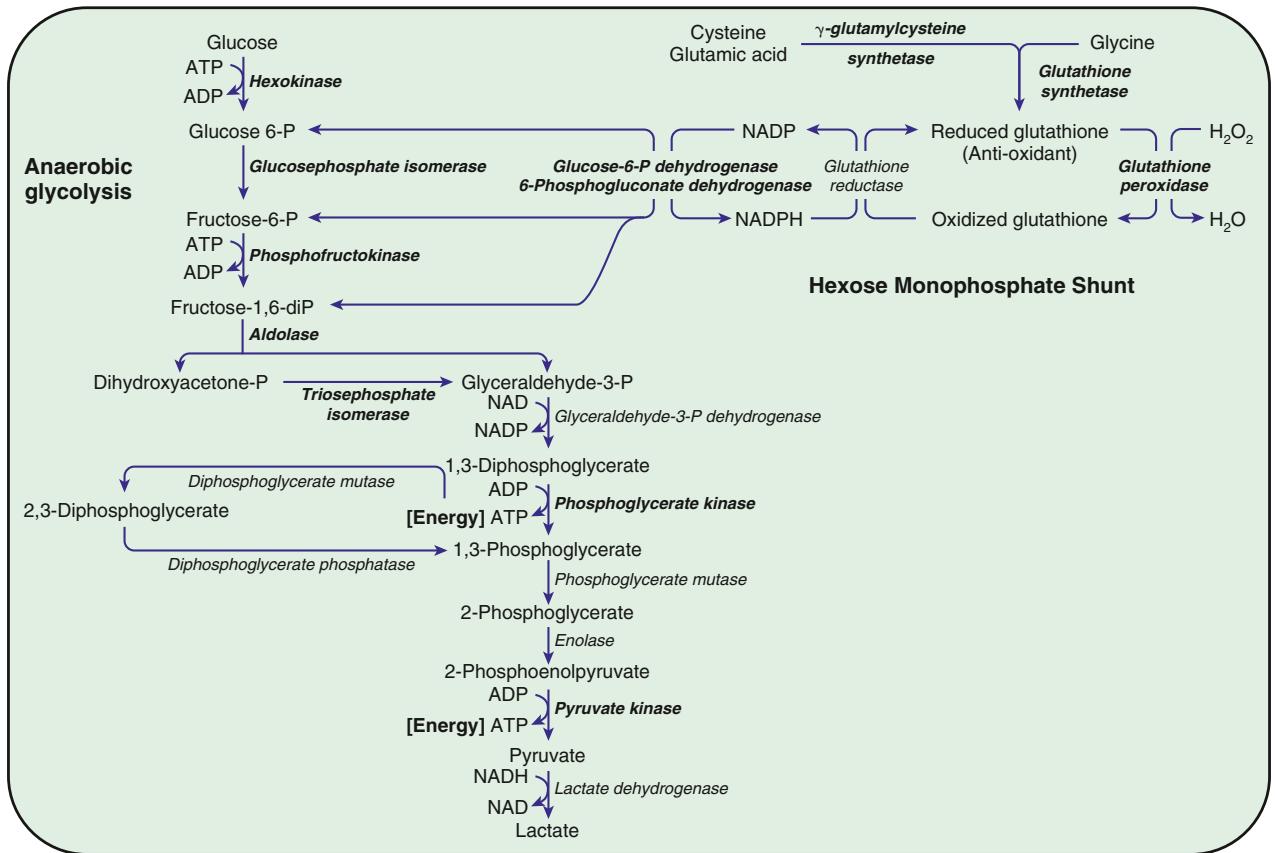 Glucose
ATP
ADP
Hexokinase
Glucose 6-P
Glucosephosphate isomerase
Anaerobic
glycolysis
Fructose-6-P
ATP
ADP
Phosphofructokinase
Fructose-1,6-diP
Aldolase
Dihydroxyacetone-P
Triosephosphate
isomerase
Glyceraldehyde-3-P
NAD
NADP
Glyceraldehyde-3-P dehydrogenase
1,3-Diphosphoglycerate
Diphosphoglycerate mutase
2,3-Diphosphoglycerate
ADP
[Energy] ATP
Phosphoglycerate kinase
Diphosphoglycerate phosphatase
1,3-Phosphoglycerate
Phosphoglycerate mutase
2-Phosphoglycerate
Enolase
2-Phosphoenolpyruvate
ADP
[Energy] ATP
Pyruvate kinase
Pyruvate
NADH
NAD
Lactate dehydrogenase
Lactate
Cysteine
Glutamic acid
γ-glutamylcysteine
synthetase
Glycine
Glutathione
synthetase
NADP
Glucose-6-P dehydrogenase
6-Phosphogluconate dehydrogenase
NADPH
Glutathione
reductase
Reduced glutathione
(Anti-oxidant)
Oxidized glutathione
Glutathione
peroxidase
H₂O₂
H₂O
Hexose Monophosphate Shunt